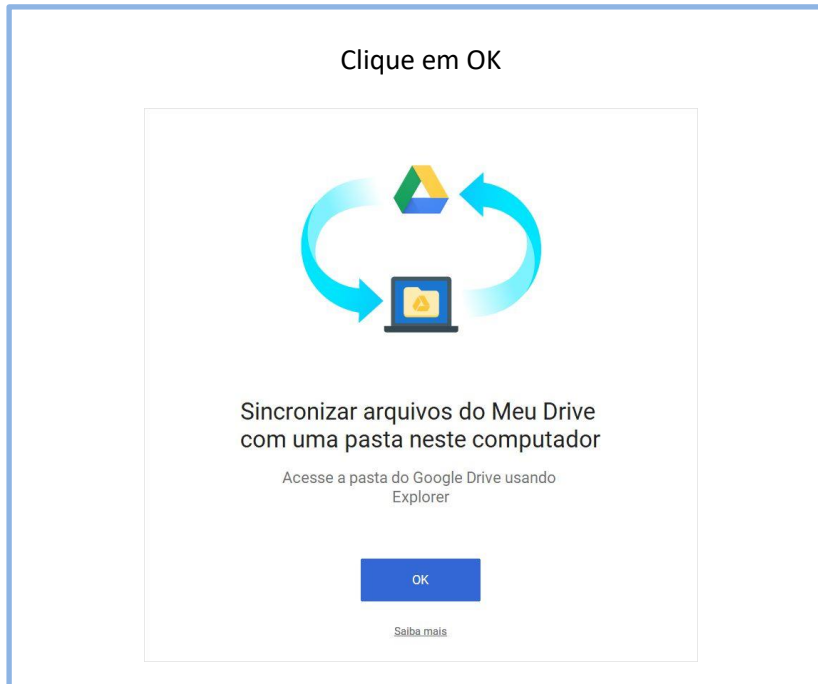 Clique em OK
Sincronizar arquivos do Meu Drive
com uma pasta neste computador
Acesse a pasta do Google Drive usando
Explorer
OK
Saiba mais